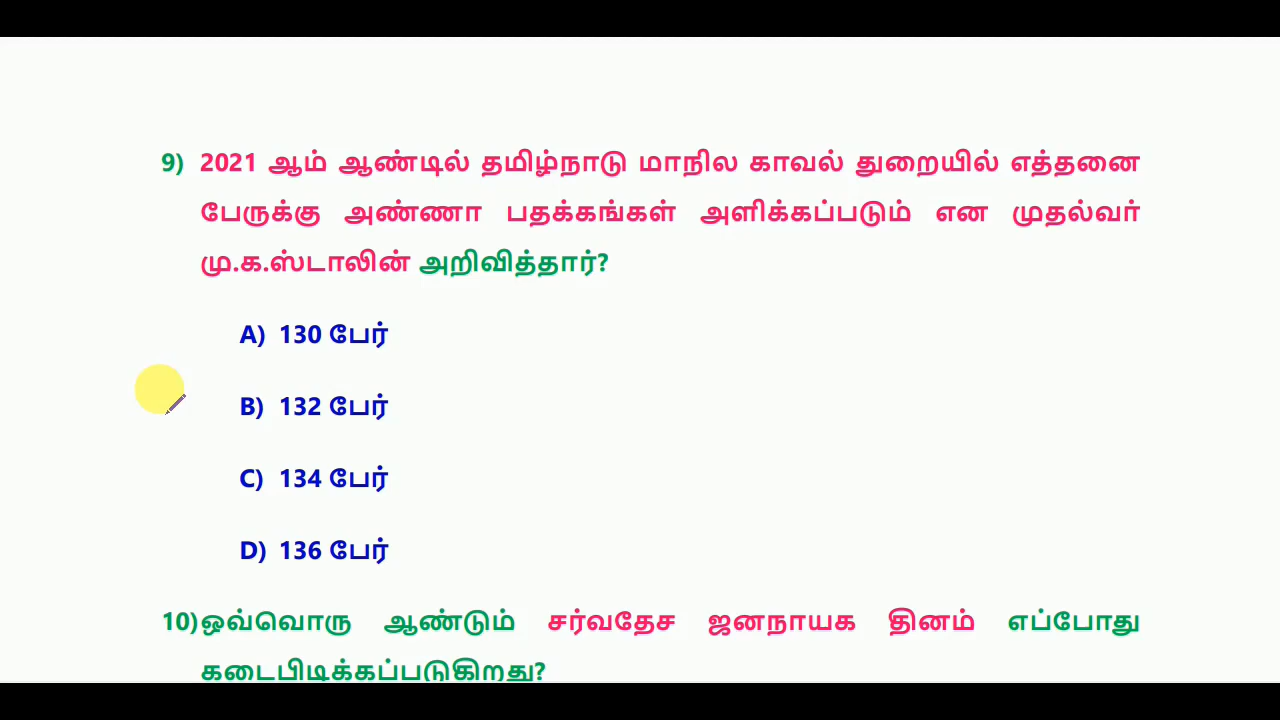 9) 2021 ஆம் ஆண்டில் தமிழ்நாடு மாநில காவல் துறையில் எத்தனை
பேருக்கு அண்ணா பதக்கங்கள் அளிக்கப்படும் என முதல்வர்
மு.க.ஸ்டாலின் அறிவித்தார்?
A) 130 பேர்
B) 132 பேர்
C) 134 பேர்
D) 136 பேர்
10)ஒவ்வொரு ஆண்டும் சர்வதேச ஜனநாயக தினம் எப்போது
கடைபிடிக்கப்படுகிறது?